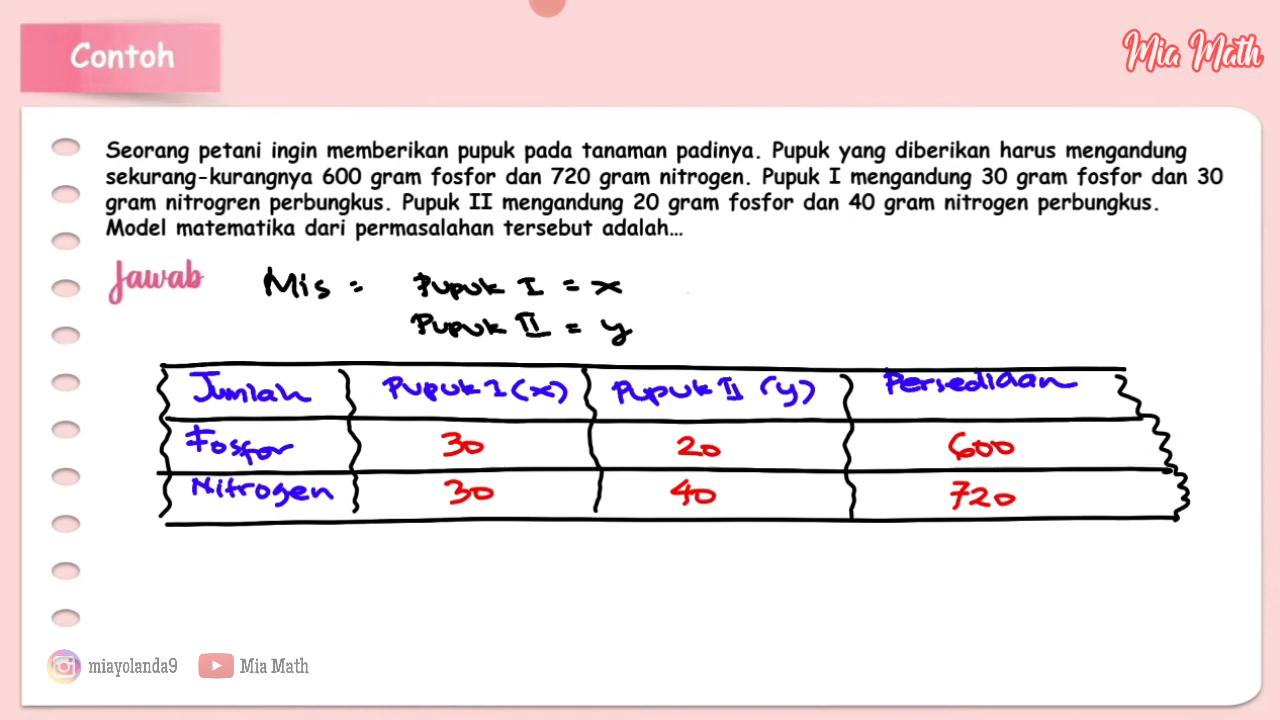 Contoh
Mia Math
Seorang petani ingin memberikan pupuk pada tanaman padinya. Pupuk yang diberikan harus mengandung
sekurang-kurangnya 600 gram fosfor dan 720 gram nitrogen. Pupuk I mengandung 30 gram fosfor dan 30
gram nitrogren perbungkus. Pupuk II mengandung 20 gram fosfor dan 40 gram nitrogen perbungkus.
Model matematika dari permasalahan tersebut adalah...
Jawab
Mis = Pupuk I = x
Pupuk II = y
Jumlah Pupuk I (x) Pupuk II (y) Persediaan
Fosfor 30 20 600
Nitrogen 30 40 720
miyolanda9 Mia Math